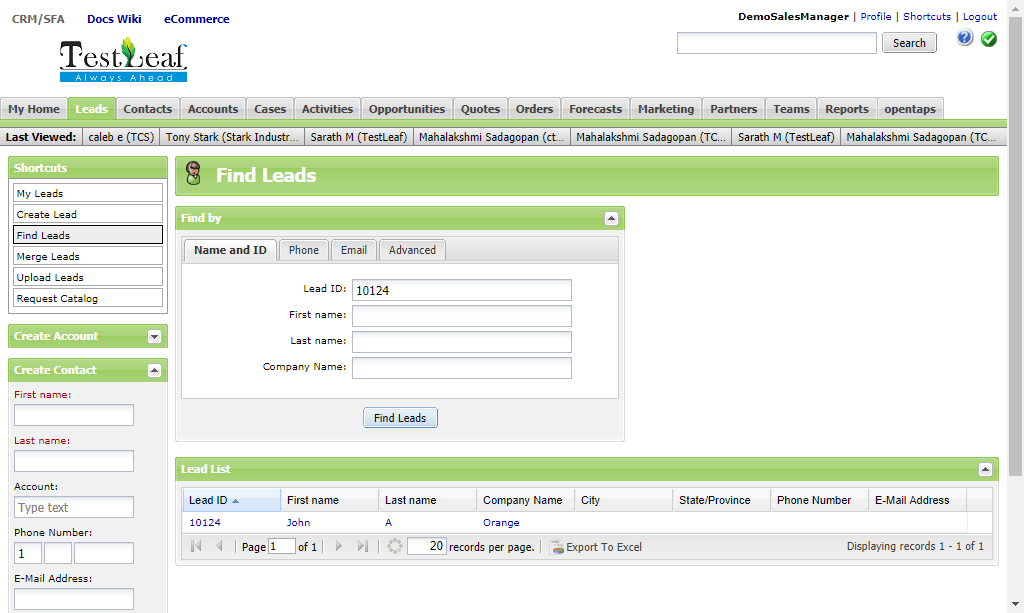 CRM/SFA Docs Wiki eCommerce
DemoSalesManager | Profile | Shortcuts | Logout
TestLeaf
Always Ahead
Search
My Home Leads Contacts Accounts Cases Activities Opportunities Quotes Orders Forecasts Marketing Partners Teams Reports opentaps
Last Viewed: caleb e (TCS) Tony Stark (Stark Industr... Sarath M (TestLeaf) Mahalakshmi Sadagopan (ct... Mahalakshmi Sadagopan (TC... Sarath M (TestLeaf) Mahalakshmi Sadagopan (TC...
Shortcuts
My Leads
Create Lead
Find Leads
Merge Leads
Upload Leads
Request Catalog
Create Account
Create Contact
First name:
Last name:
Account:
Type text
Phone Number:
1
E-Mail Address:
Find Leads
Find by
Name and ID Phone Email Advanced
Lead ID: 10124
First name:
Last name:
Company Name:
Find Leads
Lead List
Lead ID First name Last name Company Name City State/Province Phone Number E-Mail Address
10124 John A Orange
Page 1 of 1 20 records per page. Export To Excel Displaying records 1 - 1 of 1